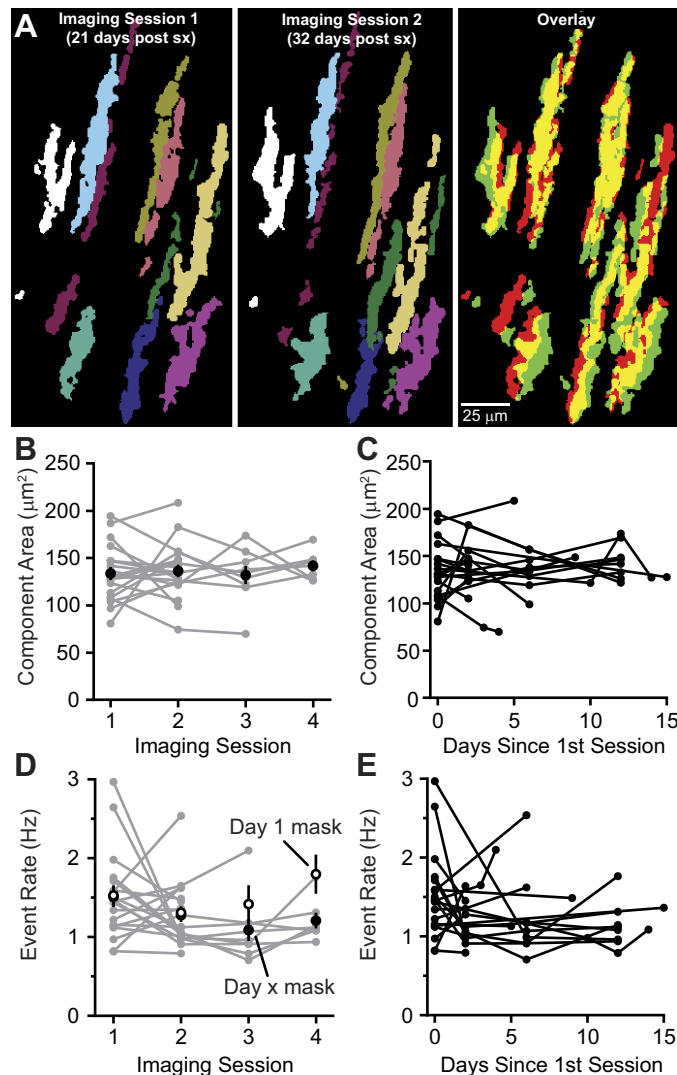 A
Imaging Session 1
(21 days post sx)
Imaging Session 2
(32 days post sx)
Overlay
25 μm
B
Component Area (μm²)
250
200
150
100
50
0
1 2 3 4
Imaging Session
C
Component Area (μm²)
250
200
150
100
50
0
0 5 10 15
Days Since 1st Session
D
Event Rate (Hz)
3
2
1
0
Day 1 mask
Day x mask
1 2 3 4
Imaging Session
E
Event Rate (Hz)
3
2
1
0
0 5 10 15
Days Since 1st Session